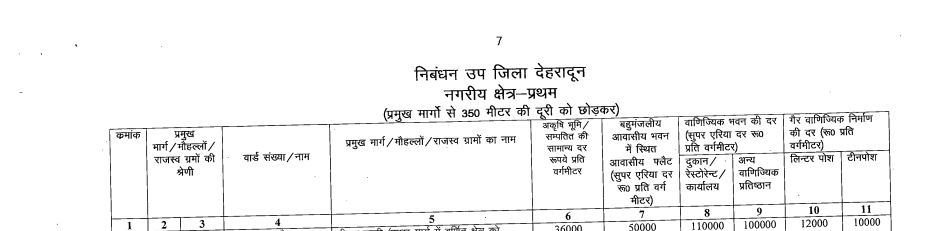 7
निबंधन उप जिला देहरादून
नगरीय क्षेत्र–प्रथम
(प्रमुख मार्गो से 350 मीटर की दूरी को छोड़कर)
कमांक
प्रमुख
मार्ग/मौहल्लों/
राजस्व ग्रमों की
श्रेणी
वार्ड संख्या/नाम
प्रमुख मार्ग/मौहल्लों/राजस्व ग्रामों का नाम
अकृषि भूमि/
सम्पतित की
सामान्य दर
रूपये प्रति
वर्गमीटर
बहुमंजलीय
आवासीय भवन
में स्थित
आवासीय फ्लैट
(सुपर एरिया दर
रू0 प्रति वर्ग
मीटर)
वाणिज्यिक भवन की दर
(सुपर एरिया दर रू0
प्रति वर्गमीटर)
दुकान/
रेस्टोरेन्ट/
कार्यालय
अन्य
वाणिज्यिक
प्रतिष्ठान
गैर वाणिज्यिक निर्माण
की दर (रू0 प्रति
वर्गमीटर)
लिन्टर पोश
टीनपोश
1 2 3 4 5 6 7 8 9 10 11
36000 50000 110000 100000 12000 10000